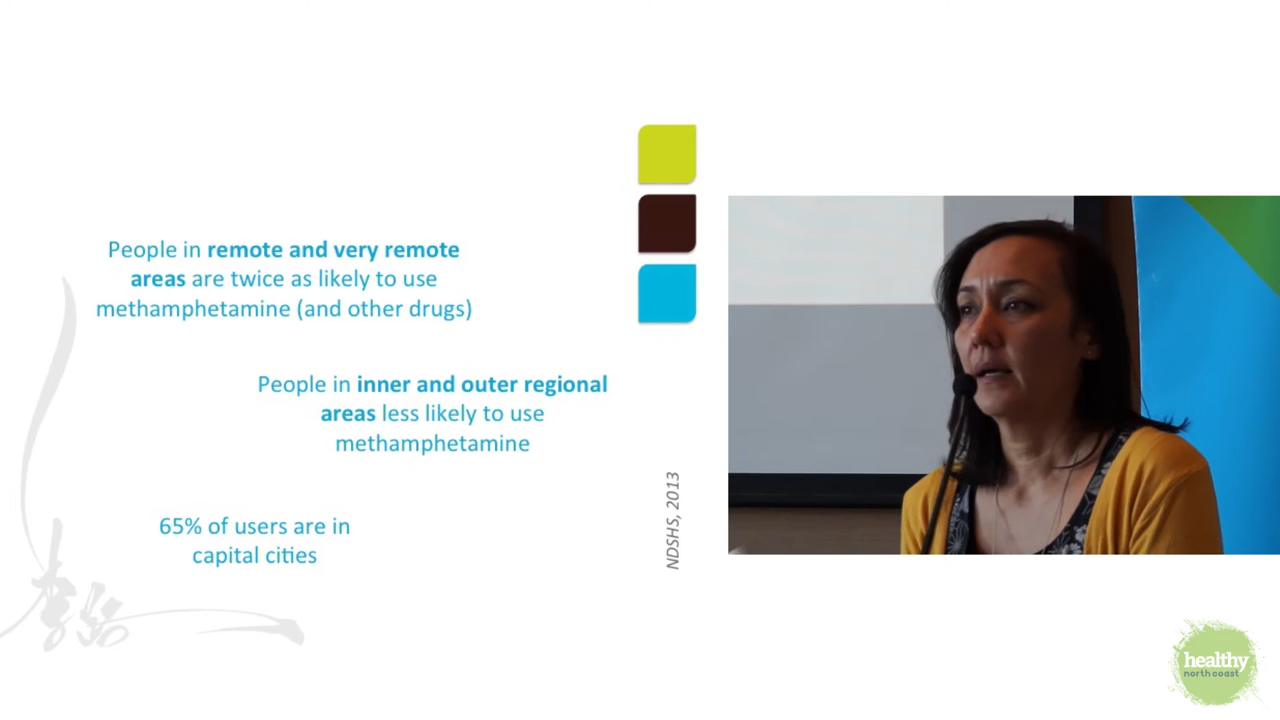 People in remote and very remote
areas are twice as likely to use
methamphetamine (and other drugs)
People in inner and outer regional
areas less likely to use
methamphetamine
65% of users are in
capital cities
NDSHS, 2013
healthy
north coast